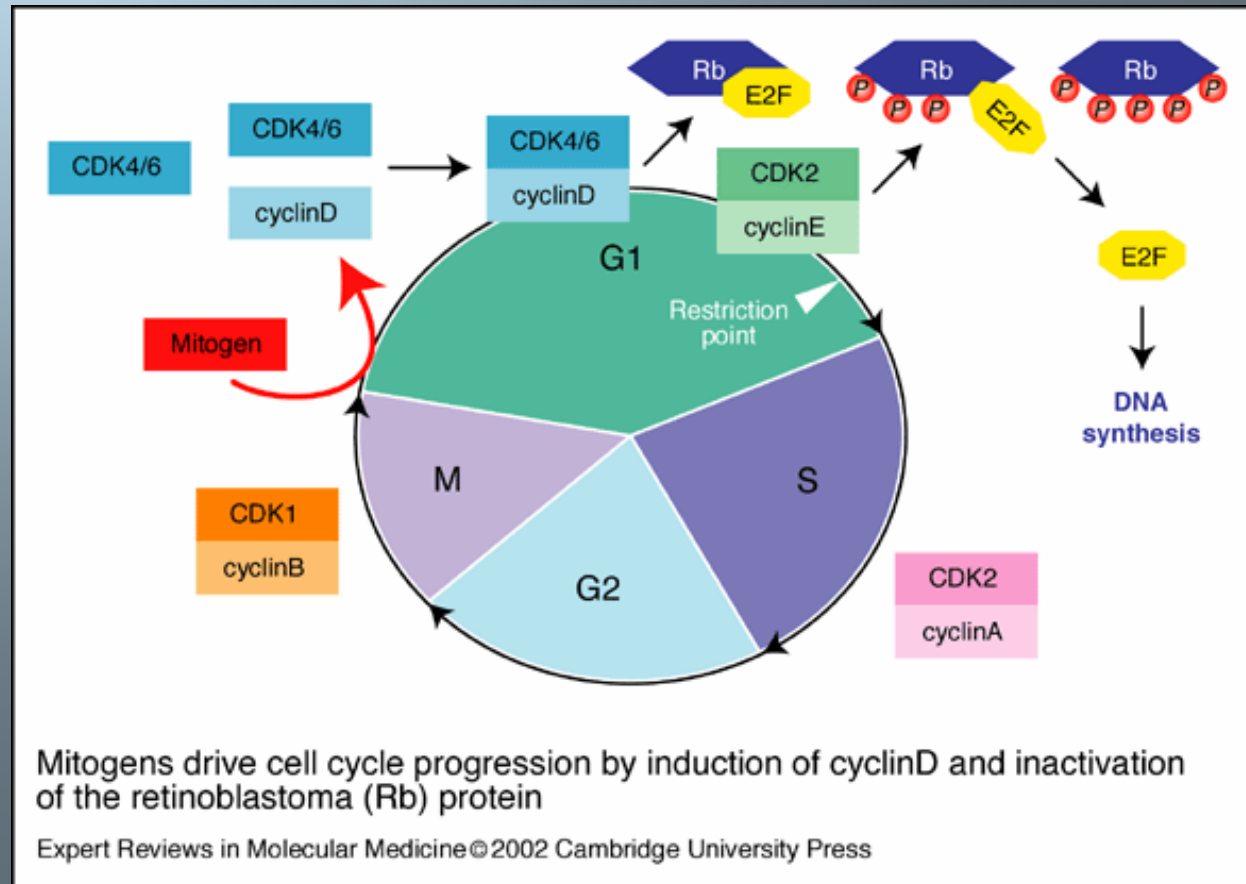 Rb
E2F
P
P
P
Rb
E2F
P
P
P
P
P
Rb
CDK4/6
CDK4/6
cyclinD
CDK4/6
cyclinD
CDK2
cyclinE
E2F
G1
Restriction
point
Mitogen
DNA
synthesis
M
S
CDK1
cyclinB
G2
CDK2
cyclinA
Mitogens drive cell cycle progression by induction of cyclinD and inactivation
of the retinoblastoma (Rb) protein
Expert Reviews in Molecular Medicine©2002 Cambridge University Press